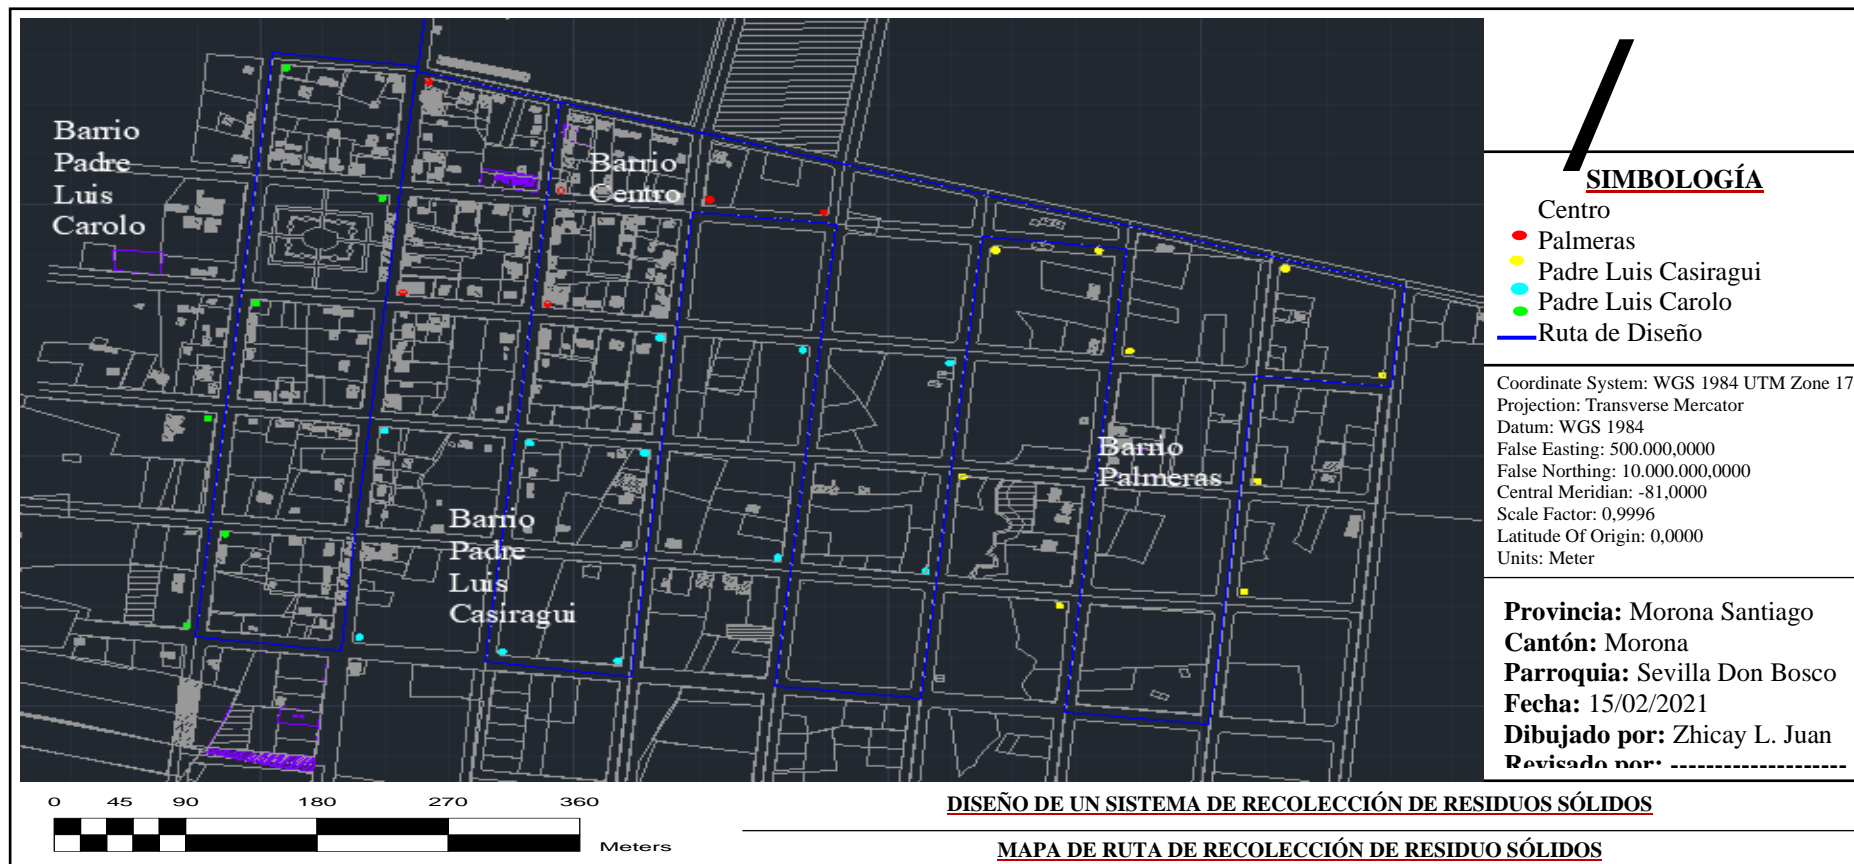 Barrio
Padre
Luis
Carolo
Barrio
Centro
Barrio
Palmeras
Barrio
Padre
Luis
Casiragui
SIMBOLOGÍA
Centro
Palmeras
Padre Luis Casiragui
Padre Luis Carolo
Ruta de Diseño
Coordinate System: WGS 1984 UTM Zone 17
Projection: Transverse Mercator
Datum: WGS 1984
False Easting: 500.000,0000
False Northing: 10.000.000,0000
Central Meridian: -81,0000
Scale Factor: 0,9996
Latitude Of Origin: 0,0000
Units: Meter
Provincia: Morona Santiago
Cantón: Morona
Parroquia: Sevilla Don Bosco
Fecha: 15/02/2021
Dibujado por: Zhicay L. Juan
Revisado por: --------------------
0 45 90 180 270 360
Meters
DISEÑO DE UN SISTEMA DE RECOLECCIÓN DE RESIDUOS SÓLIDOS
MAPA DE RUTA DE RECOLECCIÓN DE RESIDUO SÓLIDOS